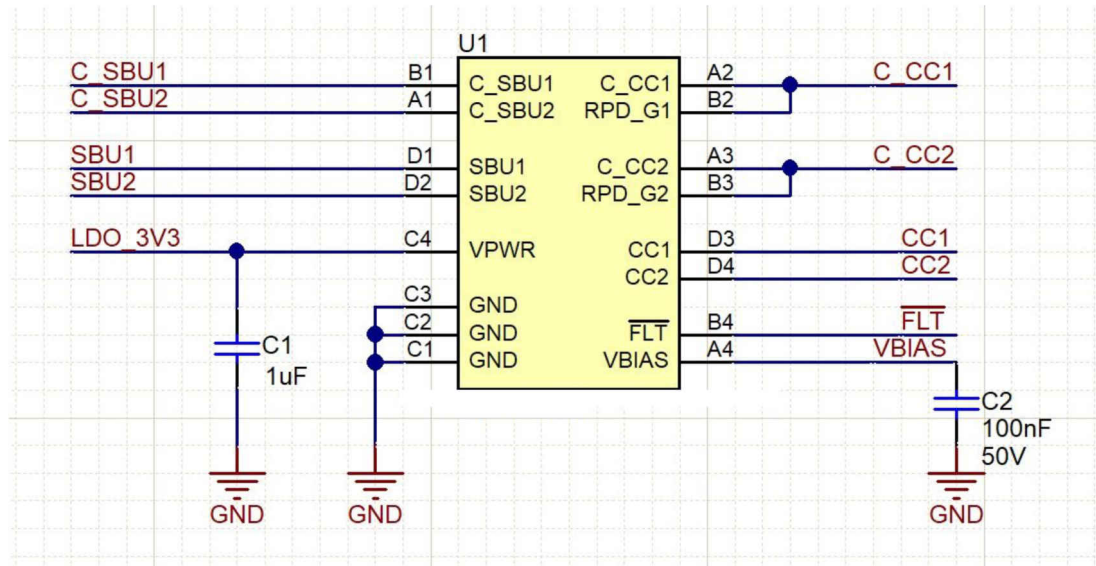 U1
C_SBU1 B1 C_SBU1 C_CC1 A2 C_CC1
C_SBU2 A1 C_SBU2 RPD_G1 B2
SBU1 D1 SBU1 C_CC2 A3 C_CC2
SBU2 D2 SBU2 RPD_G2 B3
LDO_3V3 C4 VPWR CC1 D3 CC1
CC2 D4 CC2
C3 GND
C2 GND FLT B4 FLT
C1 GND VBIAS A4 VBIAS
C1
1uF
C2
100nF
50V
GND GND GND